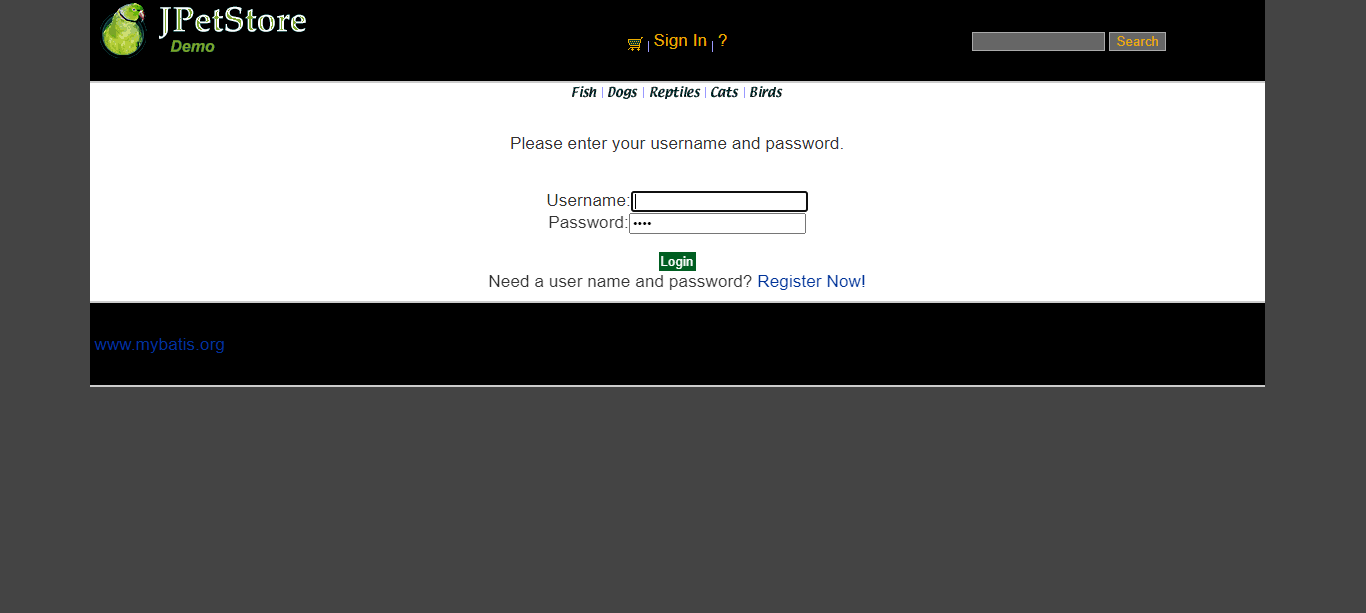 JPetStore
Demo
Sign In | ?
Search
Fish | Dogs | Reptiles | Cats | Birds
Please enter your username and password.
Username:
Password:••••
Login
Need a user name and password? Register Now!
www.mybatis.org